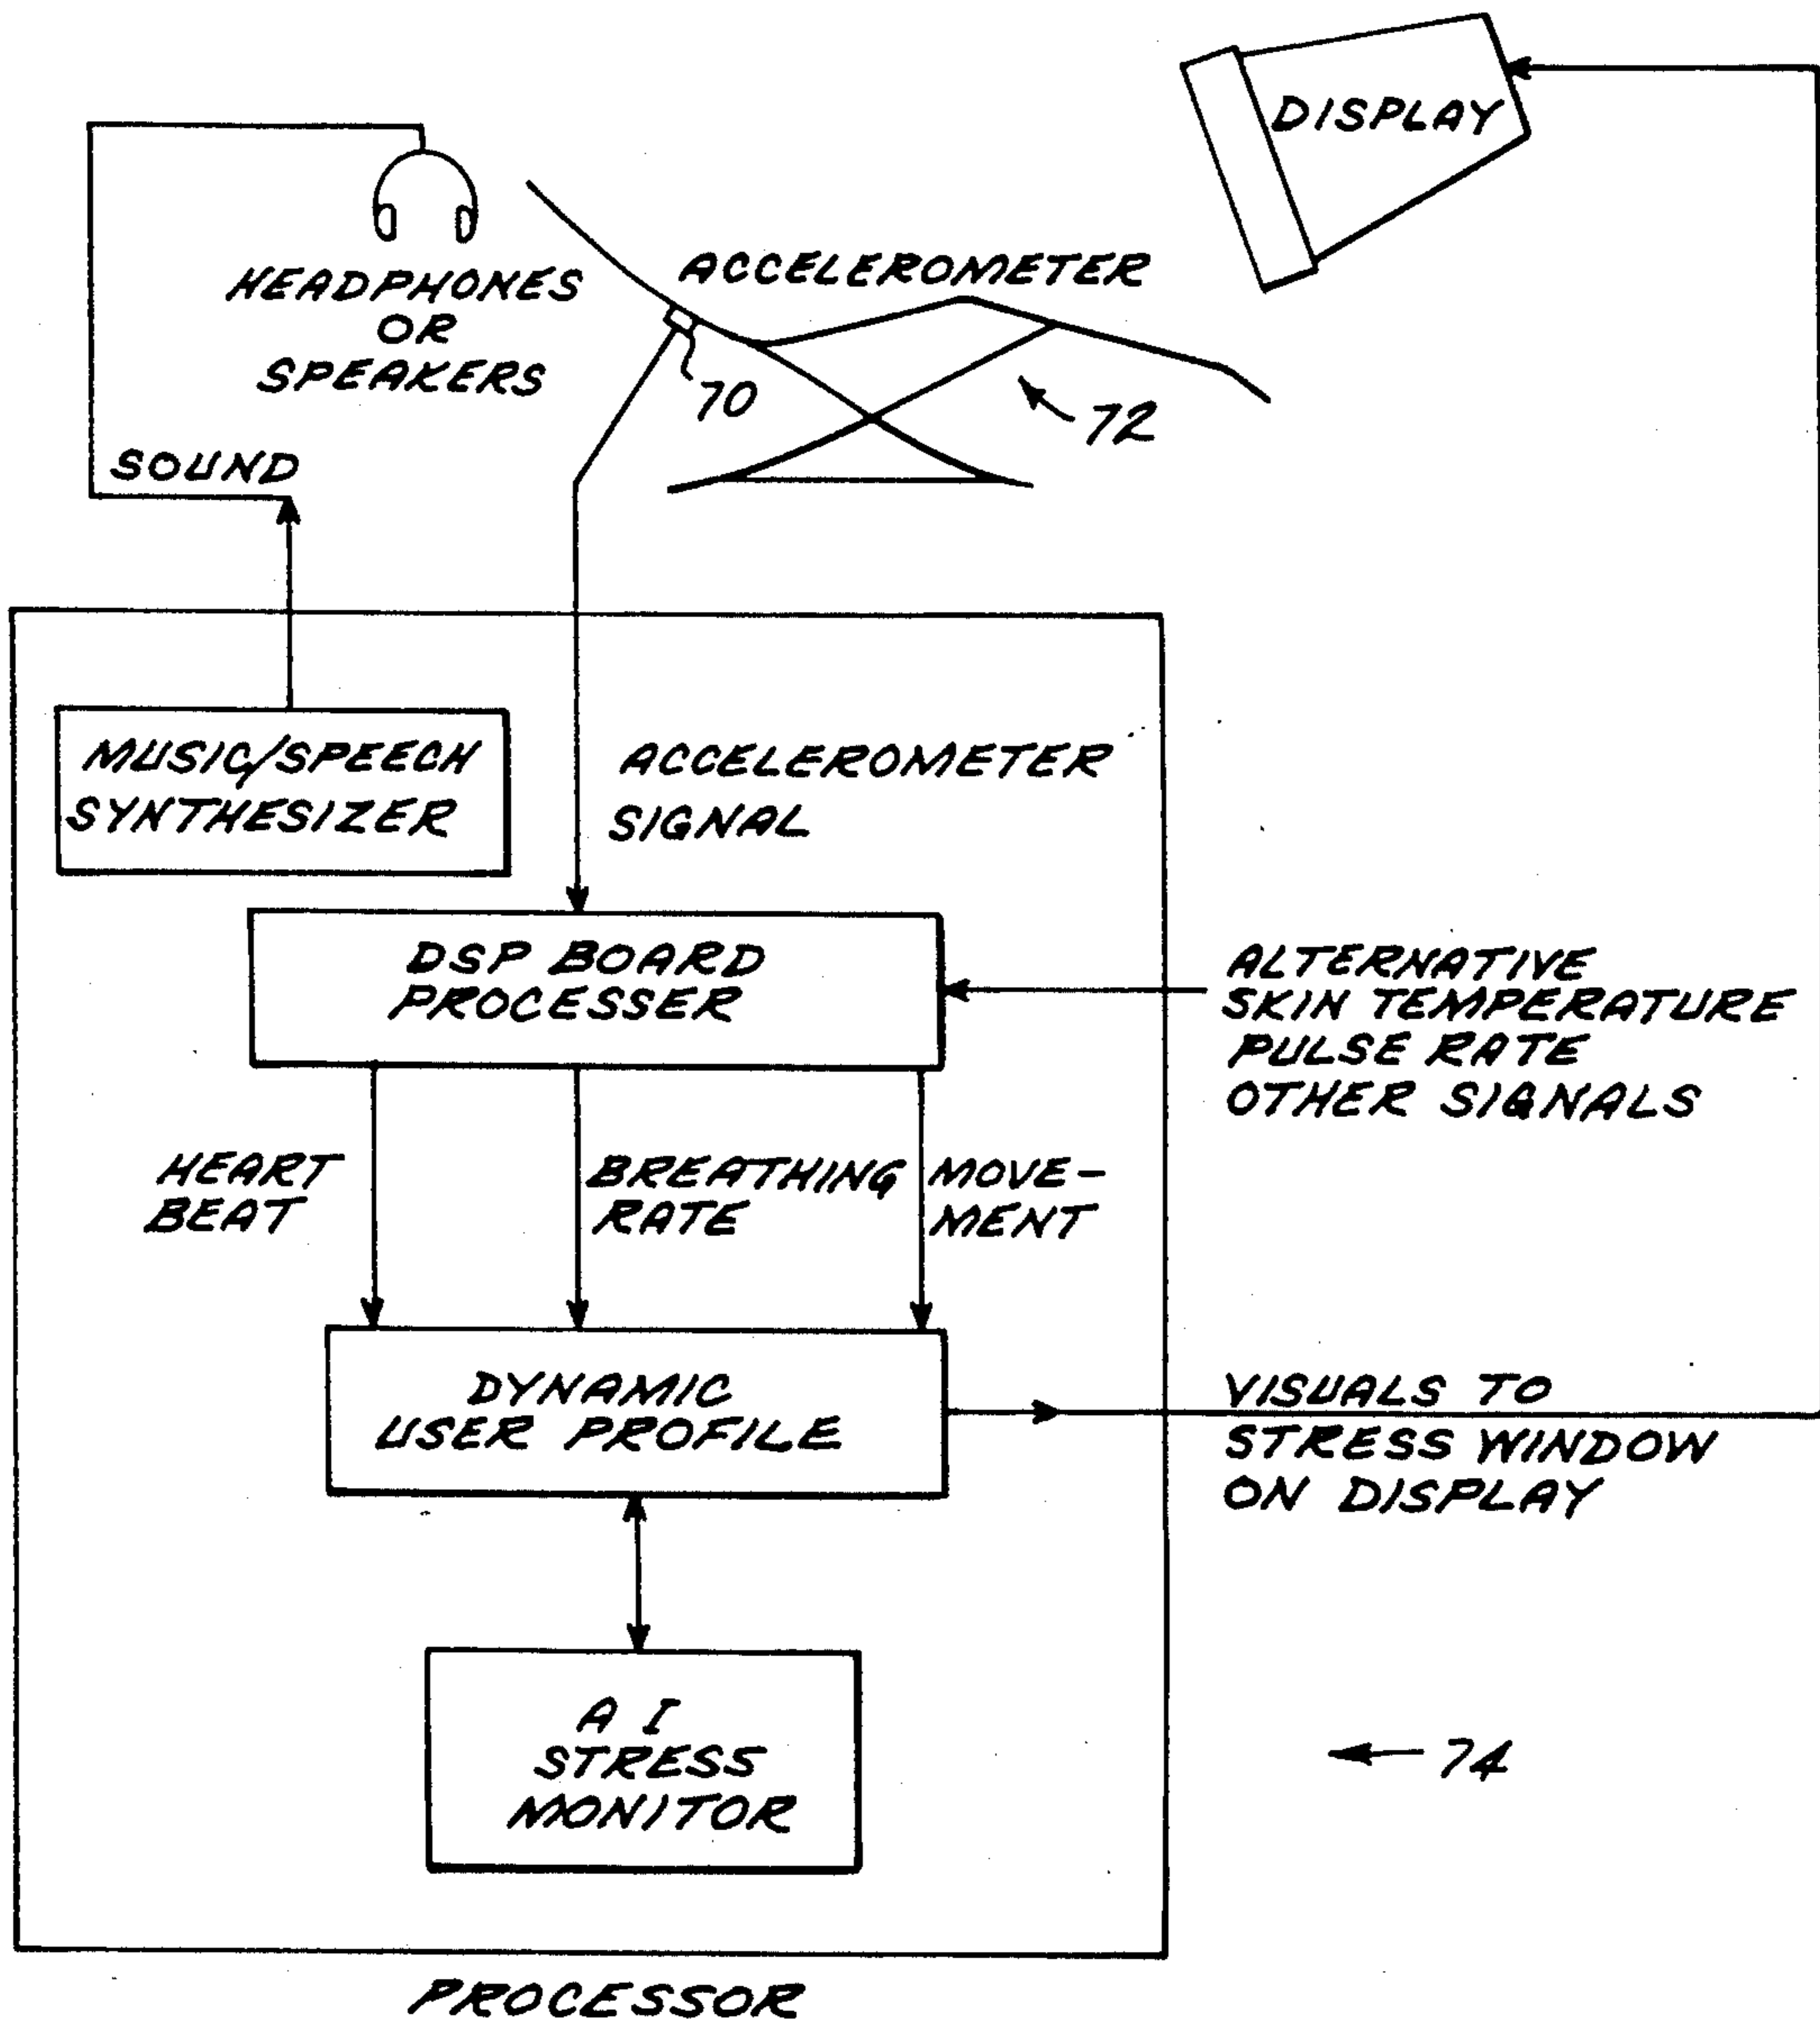 DISPLAY
HEADPHONES
OR
SPEAKERS
ACCELEROMETER
70
72
SOUND
MUSIC/SPEECH
SYNTHESIZER
ACCELEROMETER
SIGNAL
DSP BOARD
PROCESSER
ALTERNATIVE
SKIN TEMPERATURE
PULSE RATE
OTHER SIGNALS
HEART
BEAT
BREATHING
RATE
MOVE-
MENT
DYNAMIC
USER PROFILE
VISUALS TO
STRESS WINDOW
ON DISPLAY
A I
STRESS
MONITOR
74
PROCESSOR